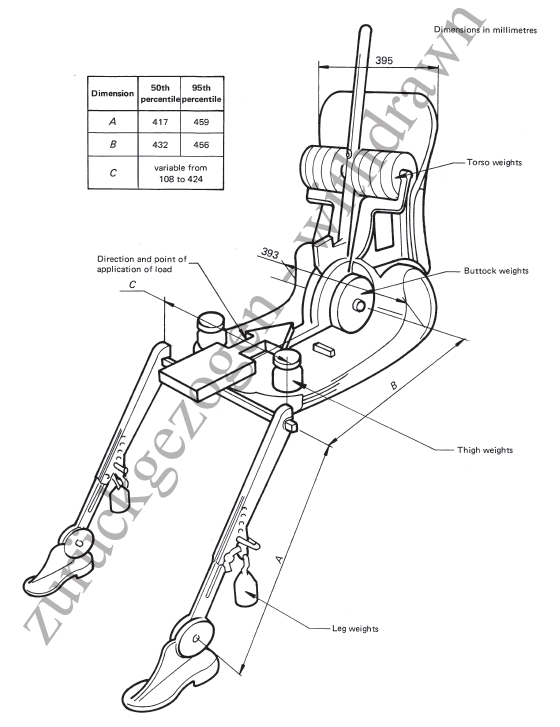 Dimensions in millimetres
395
Dimension
50th percentile
95th percentile
A 417 459
B 432 456
C variable from 108 to 424
Torso weights
393
Direction and point of
application of load
C
Buttock weights
B
Thigh weights
A
Leg weights
zurückgezogen - withdrawn